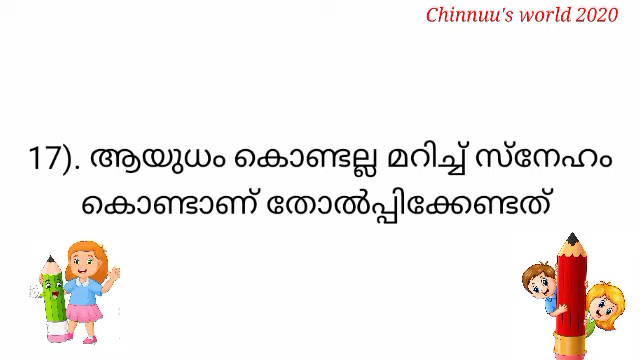 Chinnuu's world 2020
17). ആയുധം കൊണ്ടല്ല മറിച്ച് സ്നേഹം
കൊണ്ടാണ് തോൽപ്പിക്കേണ്ടത്